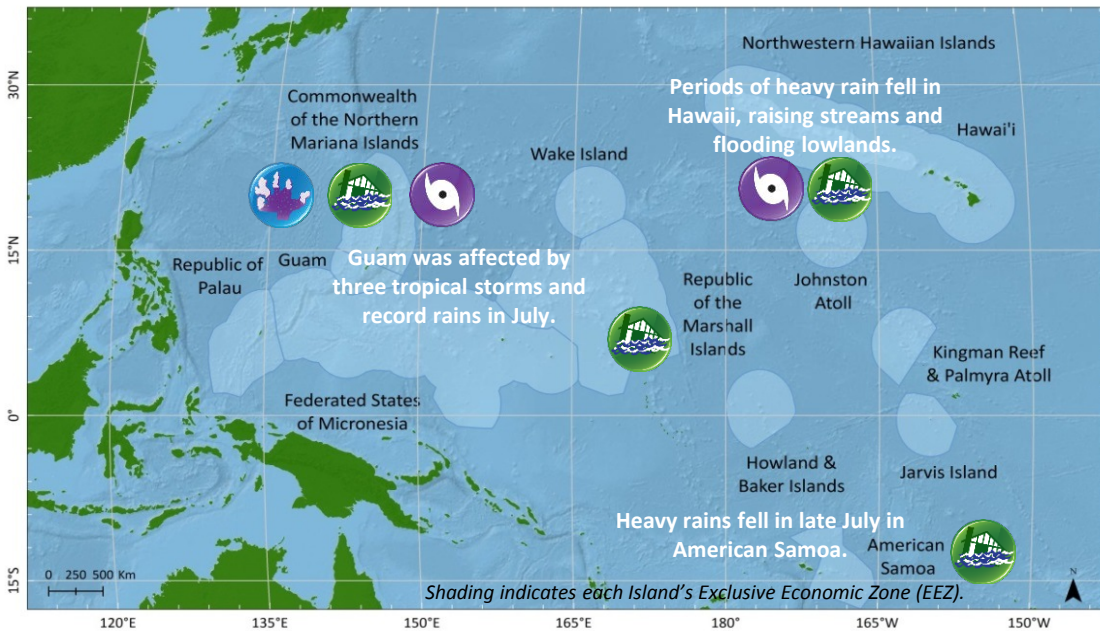 Northwestern Hawaiian Islands
30°N
Periods of heavy rain fell in
Hawaii, raising streams and
flooding lowlands.
Commonwealth
of the Northern
Mariana Islands
Hawai'i
Wake Island
15°N
Republic of
Palau
Guam
Guam was affected by
three tropical storms and
record rains in July.
Republic
of the
Marshall
Islands
Johnston
Atoll
Kingman Reef
& Palmyra Atoll
Federated States
of Micronesia
0°
Howland &
Baker Islands
Jarvis Island
Heavy rains fell in late July in
American Samoa.
American
Samoa
15°S
0 250 500 Km
N
Shading indicates each Island's Exclusive Economic Zone (EEZ).
120°E 135°E 150°E 165°E 180° 165°W 150°W